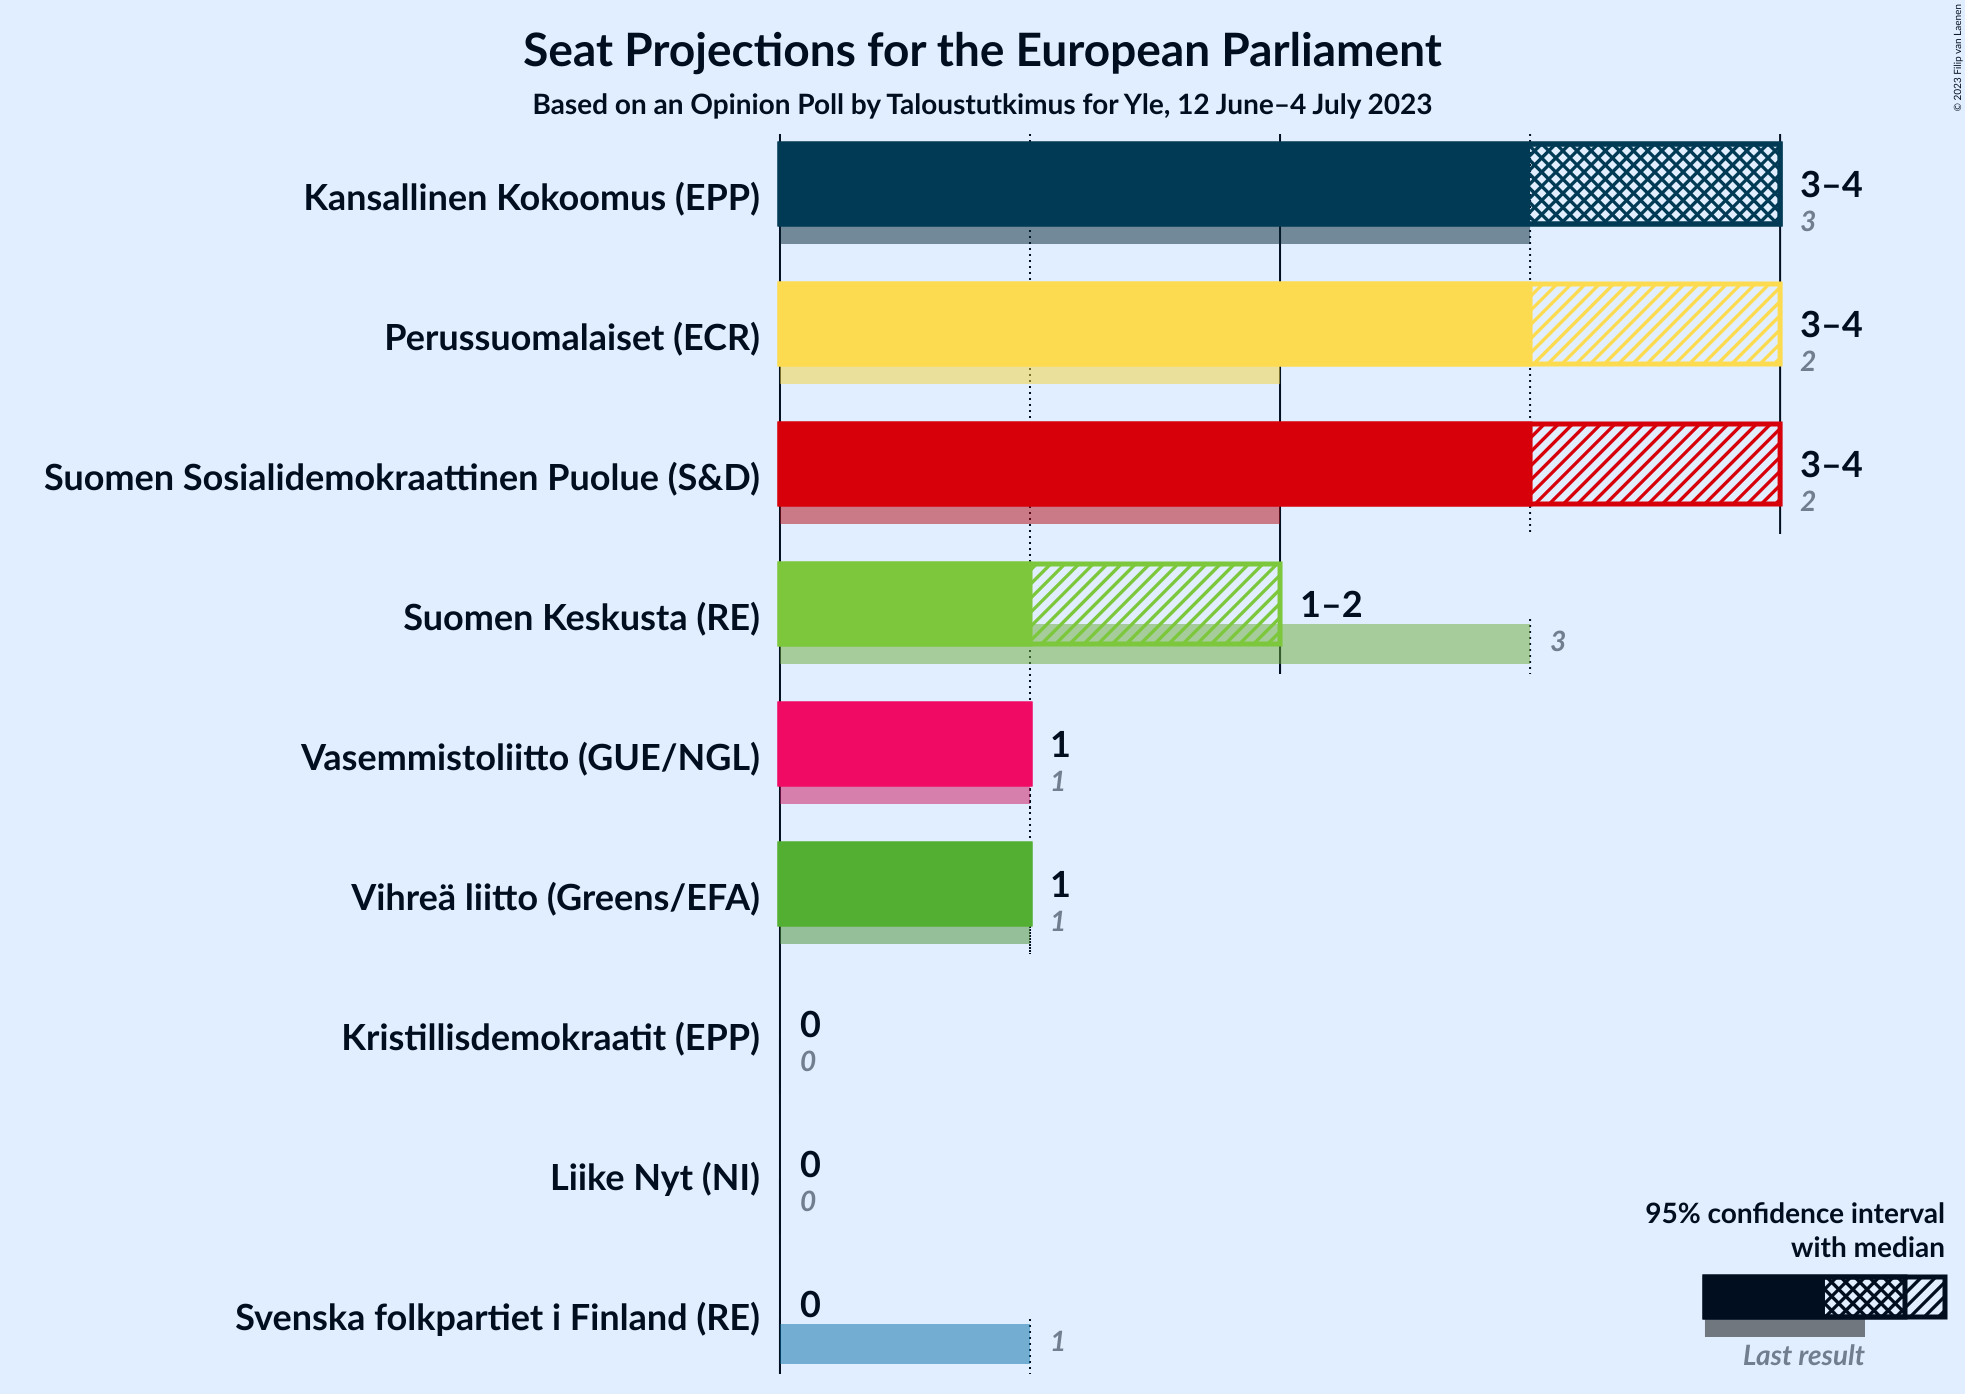 Seat Projections for the European Parliament
Based on an Opinion Poll by Taloustutkimus for Yle, 12 June–4 July 2023
© 2023 Filip van Laenen
Kansallinen Kokoomus (EPP)
3–4
3
Perussuomalaiset (ECR)
3–4
2
Suomen Sosialidemokraattinen Puolue (S&D)
3–4
2
Suomen Keskusta (RE)
1–2
3
Vasemmistoliitto (GUE/NGL)
1
1
Vihreä liitto (Greens/EFA)
1
1
Kristillisdemokraatit (EPP)
0
0
Liike Nyt (NI)
0
0
Svenska folkpartiet i Finland (RE)
0
1
95% confidence interval
with median
Last result